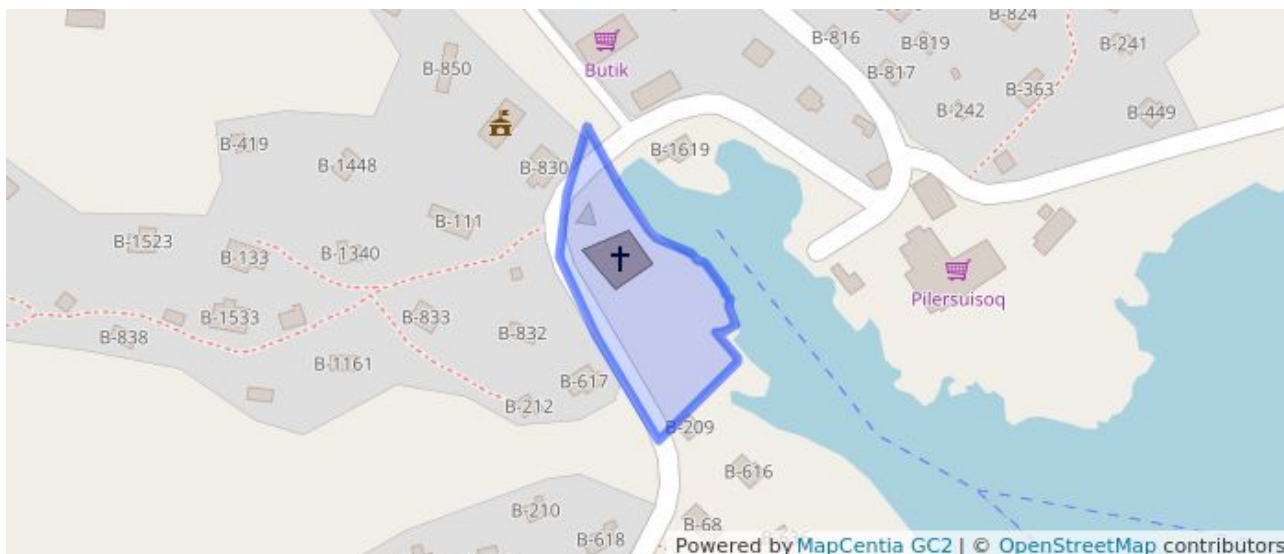 B-824
B-816
B-819
B-241
B-850
Butik
B-817
B-363
B-242
B-449
B-419
B-1448
B-830
B-1619
B-111
B-1523
B-133
B-1340
Pilersuisoq
B-1533
B-833
B-838
B-832
B-1161
B-617
B-212
B-209
B-616
B-210
B-68
B-618
Powered by MapCentia GC2 | © OpenStreetMap contributors